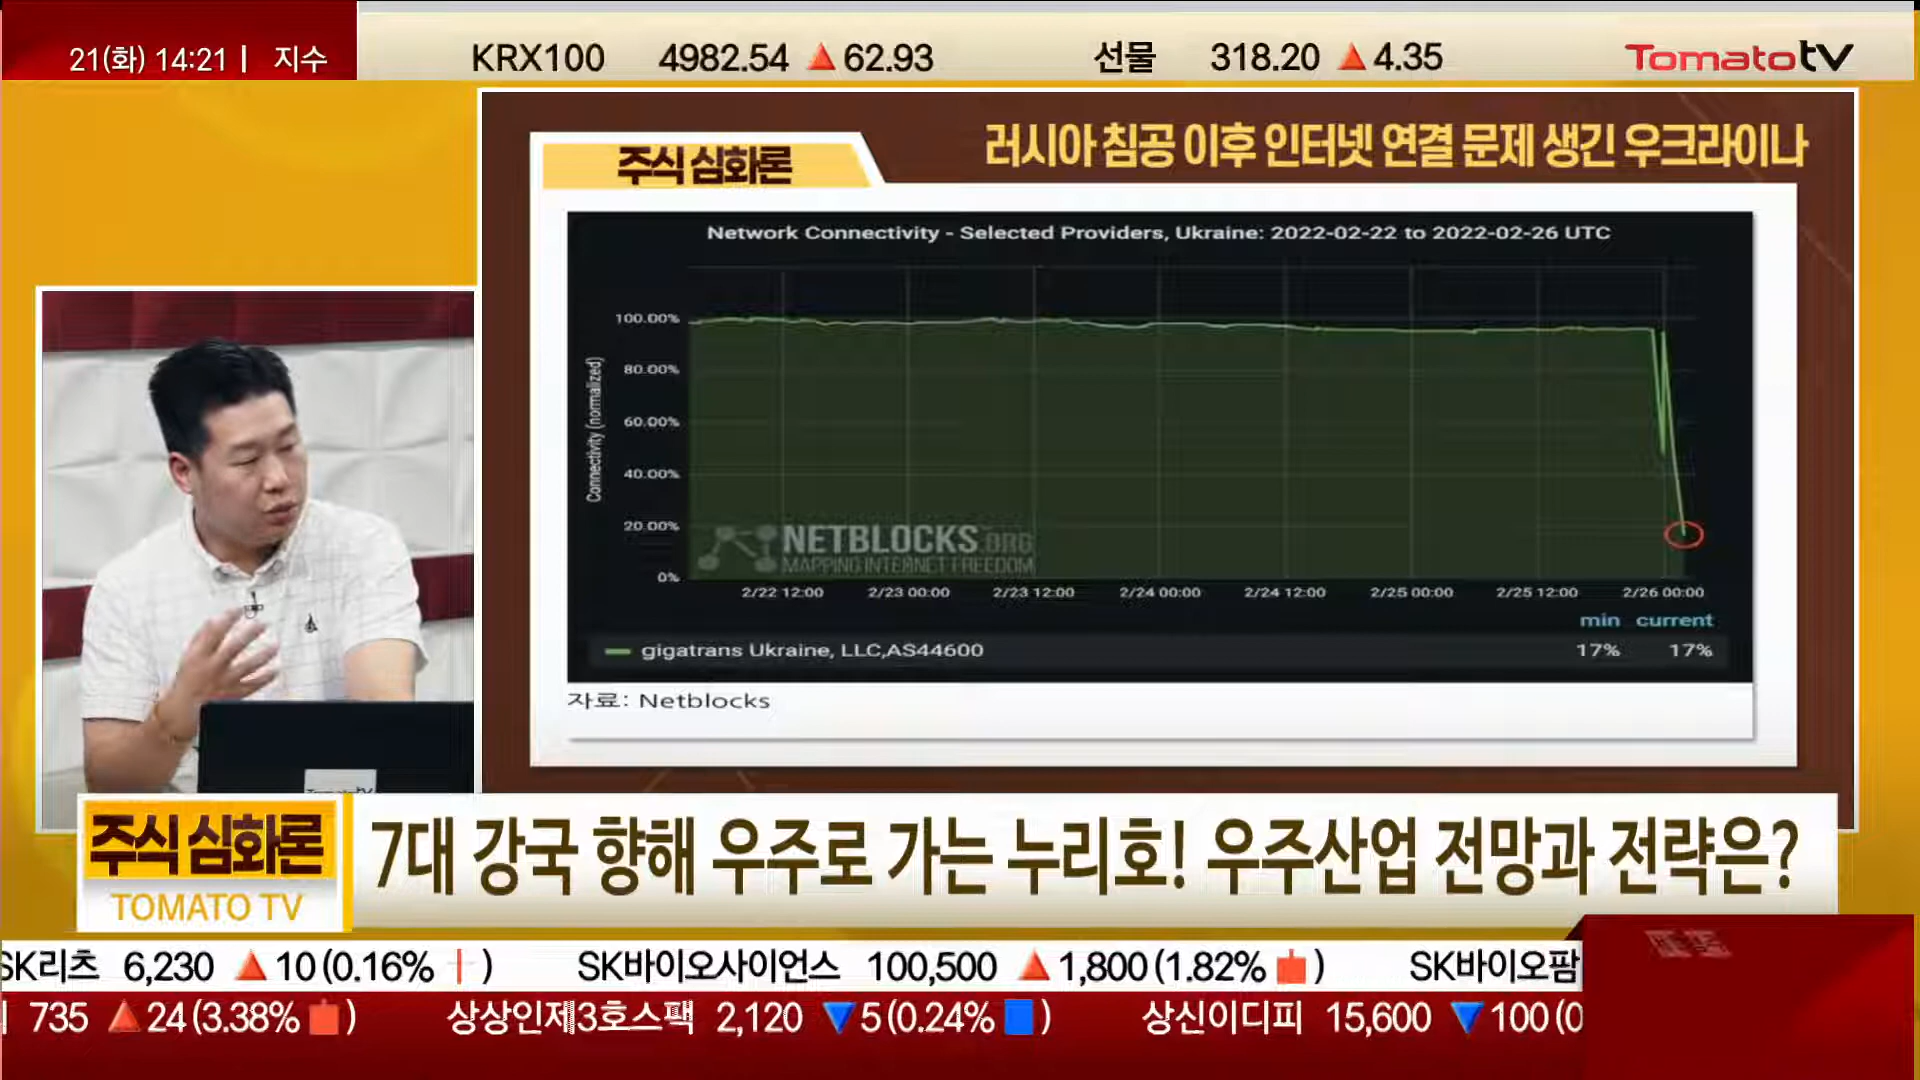 21(화) 14:21 | 지수
KRX100 4982.54 ▲ 62.93 선물 318.20 ▲ 4.35
Tomato tv
주식 심화론
러시아 침공 이후 인터넷 연결 문제 생긴 우크라이나
Network Connectivity - Selected Providers, Ukraine: 2022-02-22 to 2022-02-26 UTC
Connectivity (normalized)
100.00%
80.00%
60.00%
40.00%
20.00%
0%
NETBLOCKS.ORG
MAPPING INTERNET FREEDOM
2/22 12:00 2/23 00:00 2/23 12:00 2/24 00:00 2/24 12:00 2/25 00:00 2/25 12:00 2/26 00:00
min current
gigatrans Ukraine, LLC,AS44600 17% 17%
자료: Netblocks
주식 심화론
TOMATO TV
7대 강국 향해 우주로 가는 누리호! 우주산업 전망과 전략은?
SK리츠 6,230 ▲ 10 (0.16% ) SK바이오사이언스 100,500 ▲ 1,800 (1.82% ) SK바이오팜
735 ▲ 24 (3.38% ) 상상인제3호스팩 2,120 ▼ 5 (0.24% ) 상신이디피 15,600 ▼ 100 (0